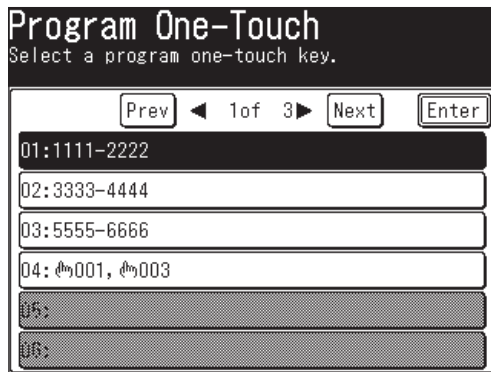 Program One-Touch
Select a program one-touch key.
Prev ◀ 1of 3▶ Next Enter
01:1111-2222
02:3333-4444
03:5555-6666
04:001,003
05:
06: